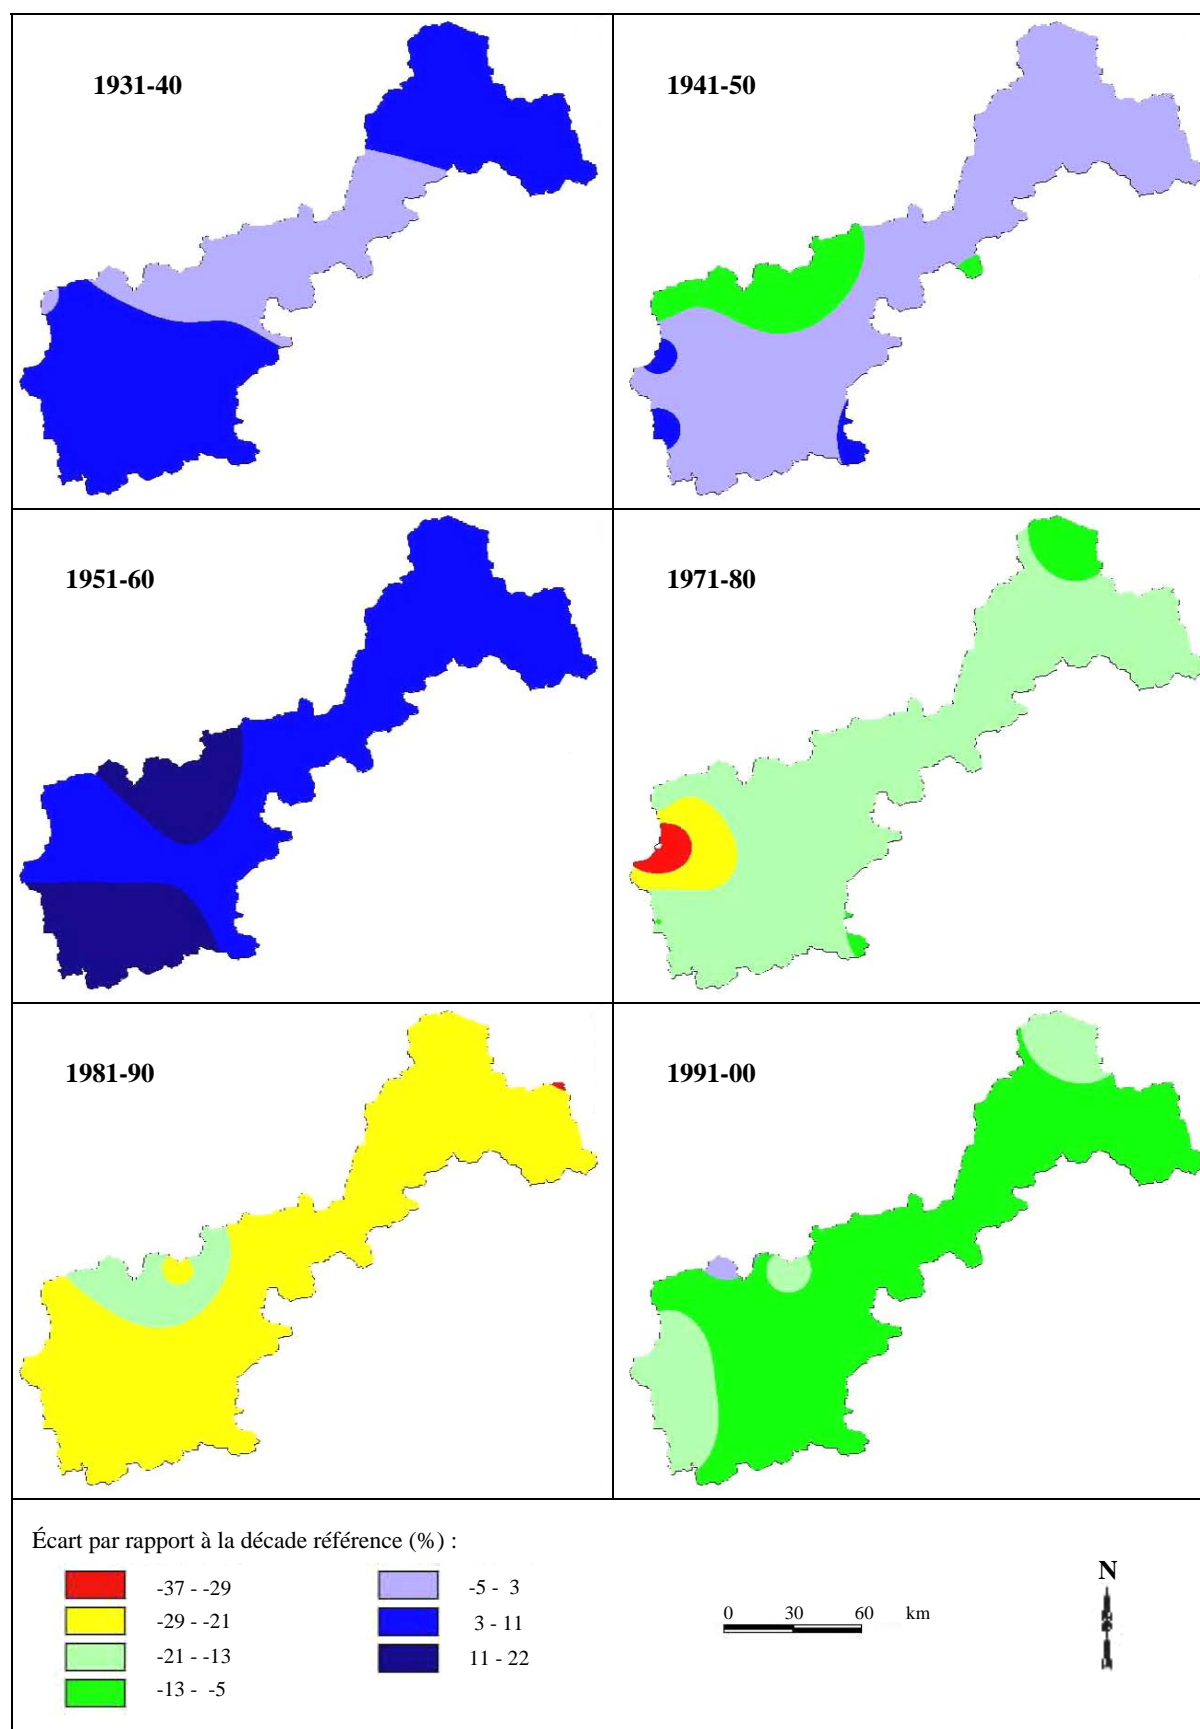 1931-40
1941-50
1951-60
1971-80
1981-90
1991-00
Écart par rapport à la décade référence (%) :
-37 - -29
-29 - -21
-21 - -13
-13 - -5
-5 - 3
3 - 11
11 - 22
0 30 60 km
N